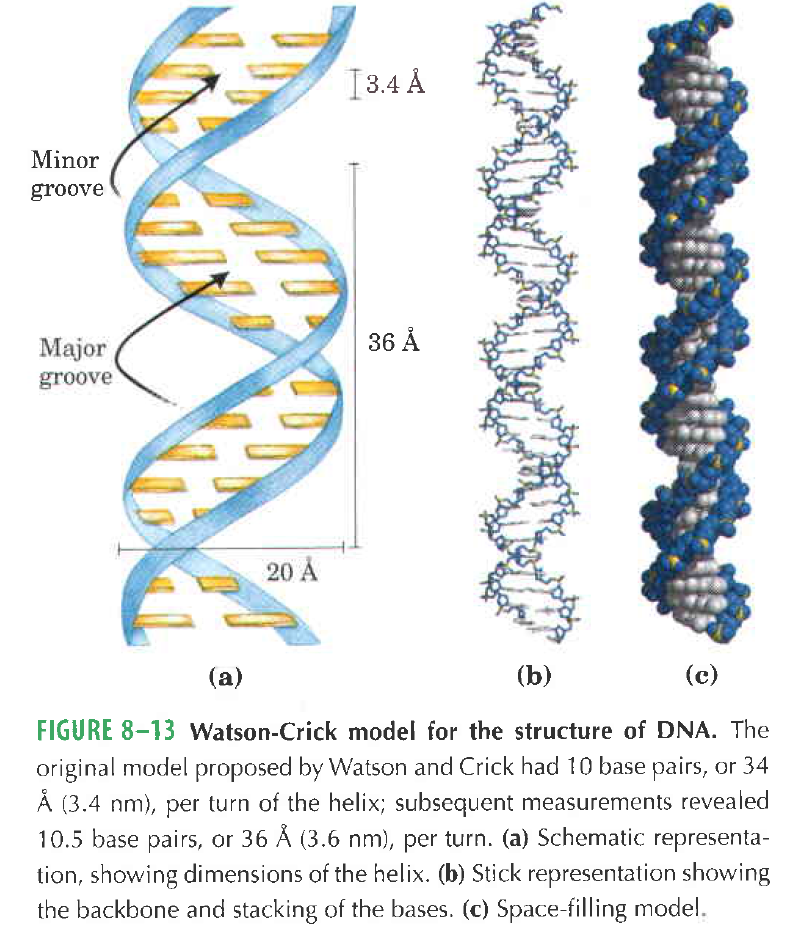 3.4 Å
Minor
groove
36 Å
Major
groove
20 Å
(a)
(b)
(c)
FIGURE 8–13 Watson-Crick model for the structure of DNA. The
original model proposed by Watson and Crick had 10 base pairs, or 34
Å (3.4 nm), per turn of the helix; subsequent measurements revealed
10.5 base pairs, or 36 Å (3.6 nm), per turn. (a) Schematic representa-
tion, showing dimensions of the helix. (b) Stick representation showing
the backbone and stacking of the bases. (c) Space-filling model.